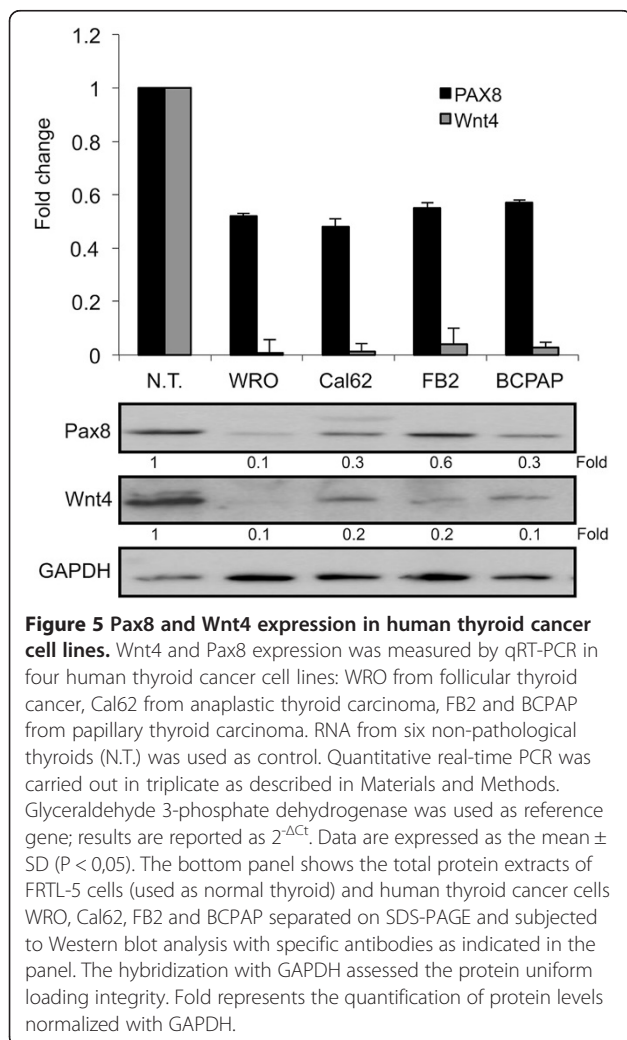 1.2
1
0.8
0.6
0.4
0.2
0
Fold change
PAX8
Wnt4
N.T. WRO Cal62 FB2 BCPAP
Pax8
1 0.1 0.3 0.6 0.3 Fold
Wnt4
1 0.1 0.2 0.2 0.1 Fold
GAPDH
Figure 5 Pax8 and Wnt4 expression in human thyroid cancer
cell lines. Wnt4 and Pax8 expression was measured by qRT-PCR in
four human thyroid cancer cell lines: WRO from follicular thyroid
cancer, Cal62 from anaplastic thyroid carcinoma, FB2 and BCPAP
from papillary thyroid carcinoma. RNA from six non-pathological
thyroids (N.T.) was used as control. Quantitative real-time PCR was
carried out in triplicate as described in Materials and Methods.
Glyceraldehyde 3-phosphate dehydrogenase was used as reference
gene; results are reported as 2-ΔCt. Data are expressed as the mean ±
SD (P < 0,05). The bottom panel shows the total protein extracts of
FRTL-5 cells (used as normal thyroid) and human thyroid cancer cells
WRO, Cal62, FB2 and BCPAP separated on SDS-PAGE and subjected
to Western blot analysis with specific antibodies as indicated in the
panel. The hybridization with GAPDH assessed the protein uniform
loading integrity. Fold represents the quantification of protein levels
normalized with GAPDH.